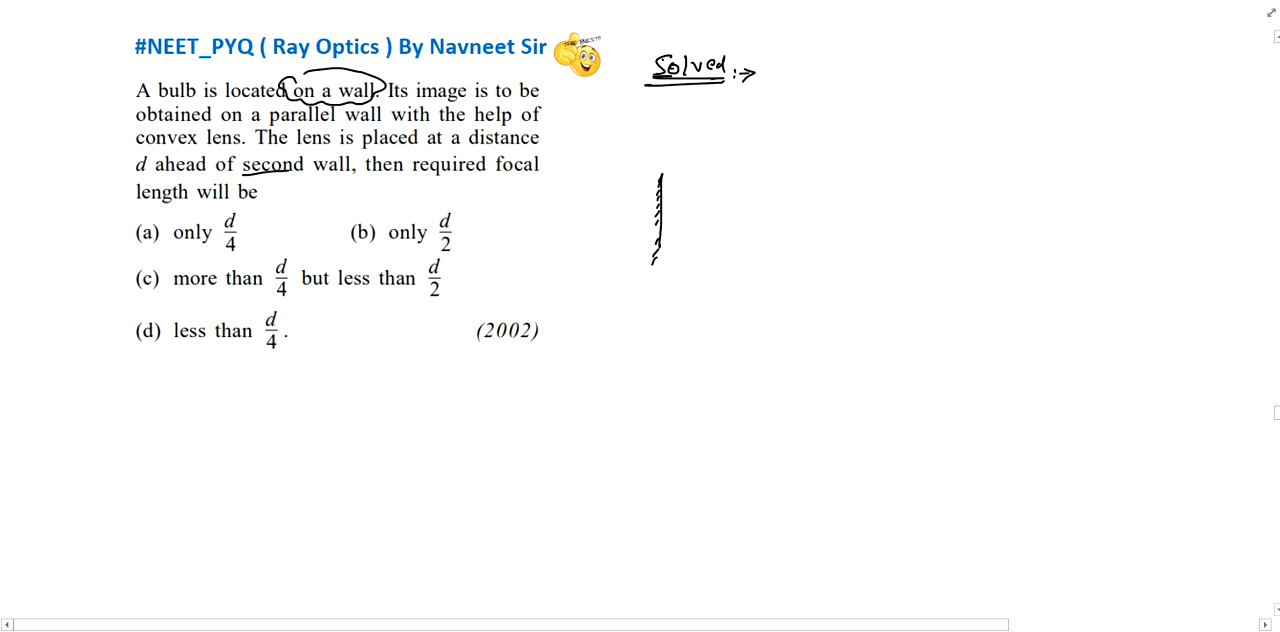 #NEET_PYQ ( Ray Optics ) By Navneet Sir
THE BEST!!
Solved :→
A bulb is located on a wall. Its image is to be
obtained on a parallel wall with the help of
convex lens. The lens is placed at a distance
d ahead of second wall, then required focal
length will be
(a) only d/4 (b) only d/2
(c) more than d/4 but less than d/2
(d) less than d/4 . (2002)